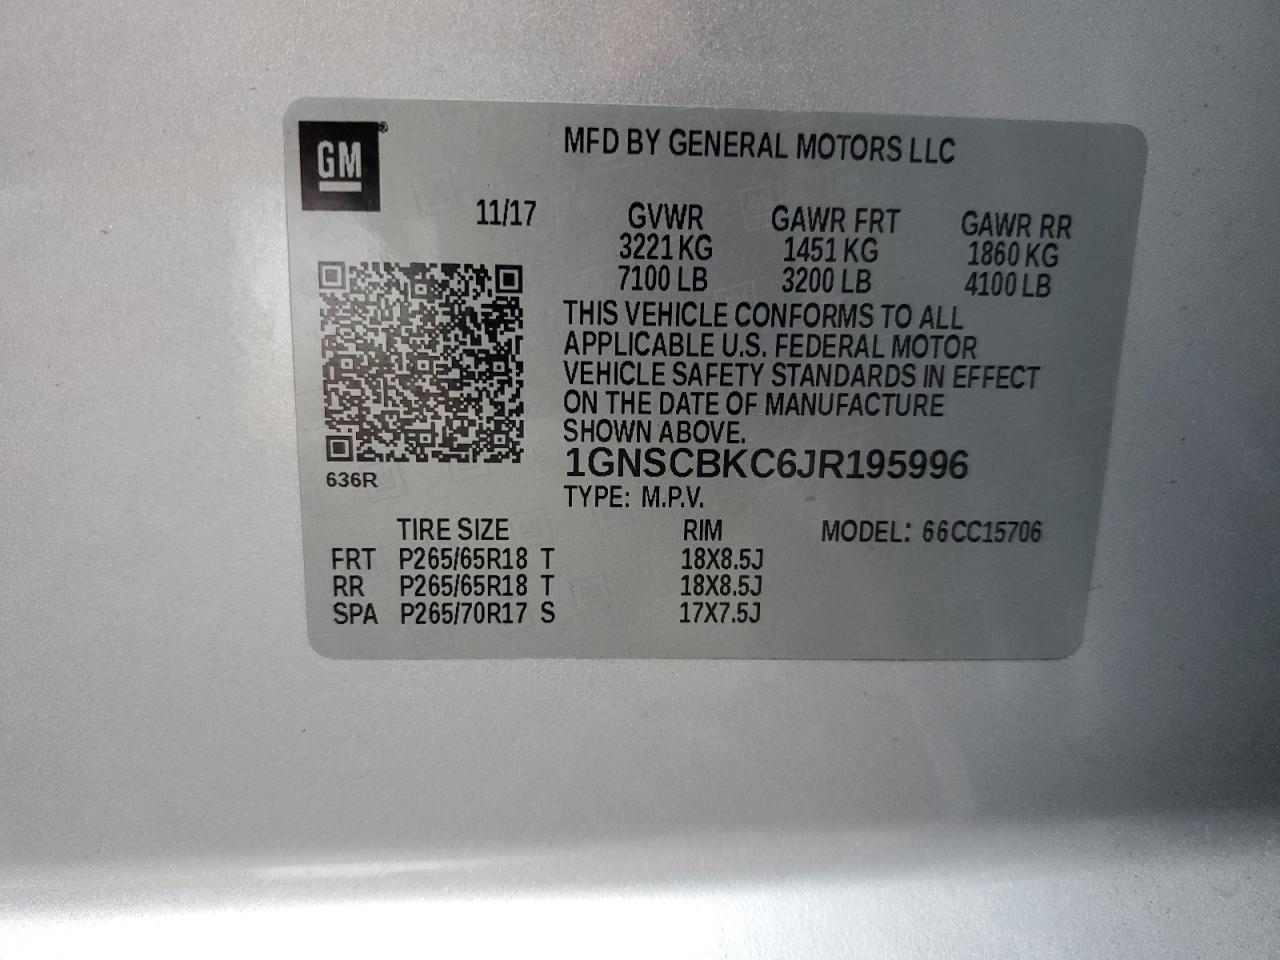 GM®
MFD BY GENERAL MOTORS LLC
11/17
GVWR GAWR FRT GAWR RR
3221 KG 1451 KG 1860 KG
7100 LB 3200 LB 4100 LB
THIS VEHICLE CONFORMS TO ALL
APPLICABLE U.S. FEDERAL MOTOR
VEHICLE SAFETY STANDARDS IN EFFECT
ON THE DATE OF MANUFACTURE
SHOWN ABOVE.
1GNSCBKC6JR195996
636R
TYPE: M.P.V.
TIRE SIZE RIM MODEL: 66CC15706
FRT P265/65R18 T 18X8.5J
RR P265/65R18 T 18X8.5J
SPA P265/70R17 S 17X7.5J